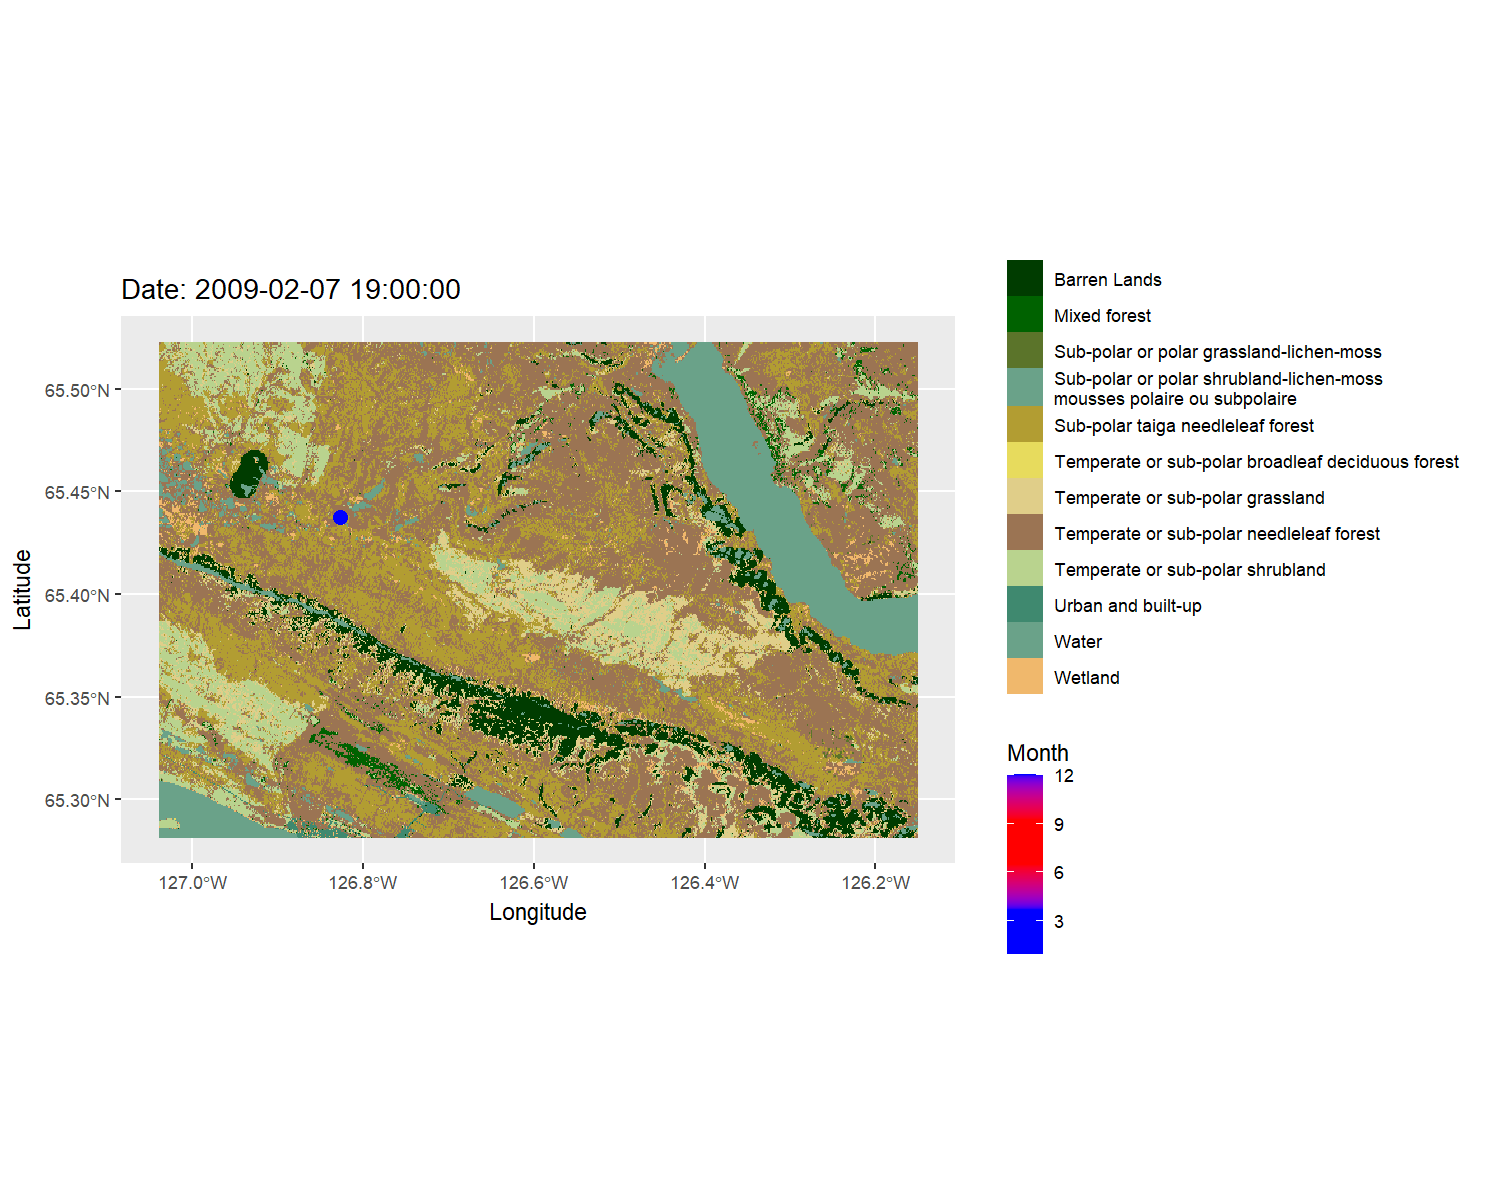 Date: 2009-02-07 19:00:00
65.50°N
65.45°N
65.40°N
65.35°N
65.30°N
Latitude
127.0°W 126.8°W 126.6°W 126.4°W 126.2°W
Longitude
Barren Lands
Mixed forest
Sub-polar or polar grassland-lichen-moss
Sub-polar or polar shrubland-lichen-moss
mousses polaire ou subpolaire
Sub-polar taiga needleleaf forest
Temperate or sub-polar broadleaf deciduous forest
Temperate or sub-polar grassland
Temperate or sub-polar needleleaf forest
Temperate or sub-polar shrubland
Urban and built-up
Water
Wetland
Month
12
9
6
3